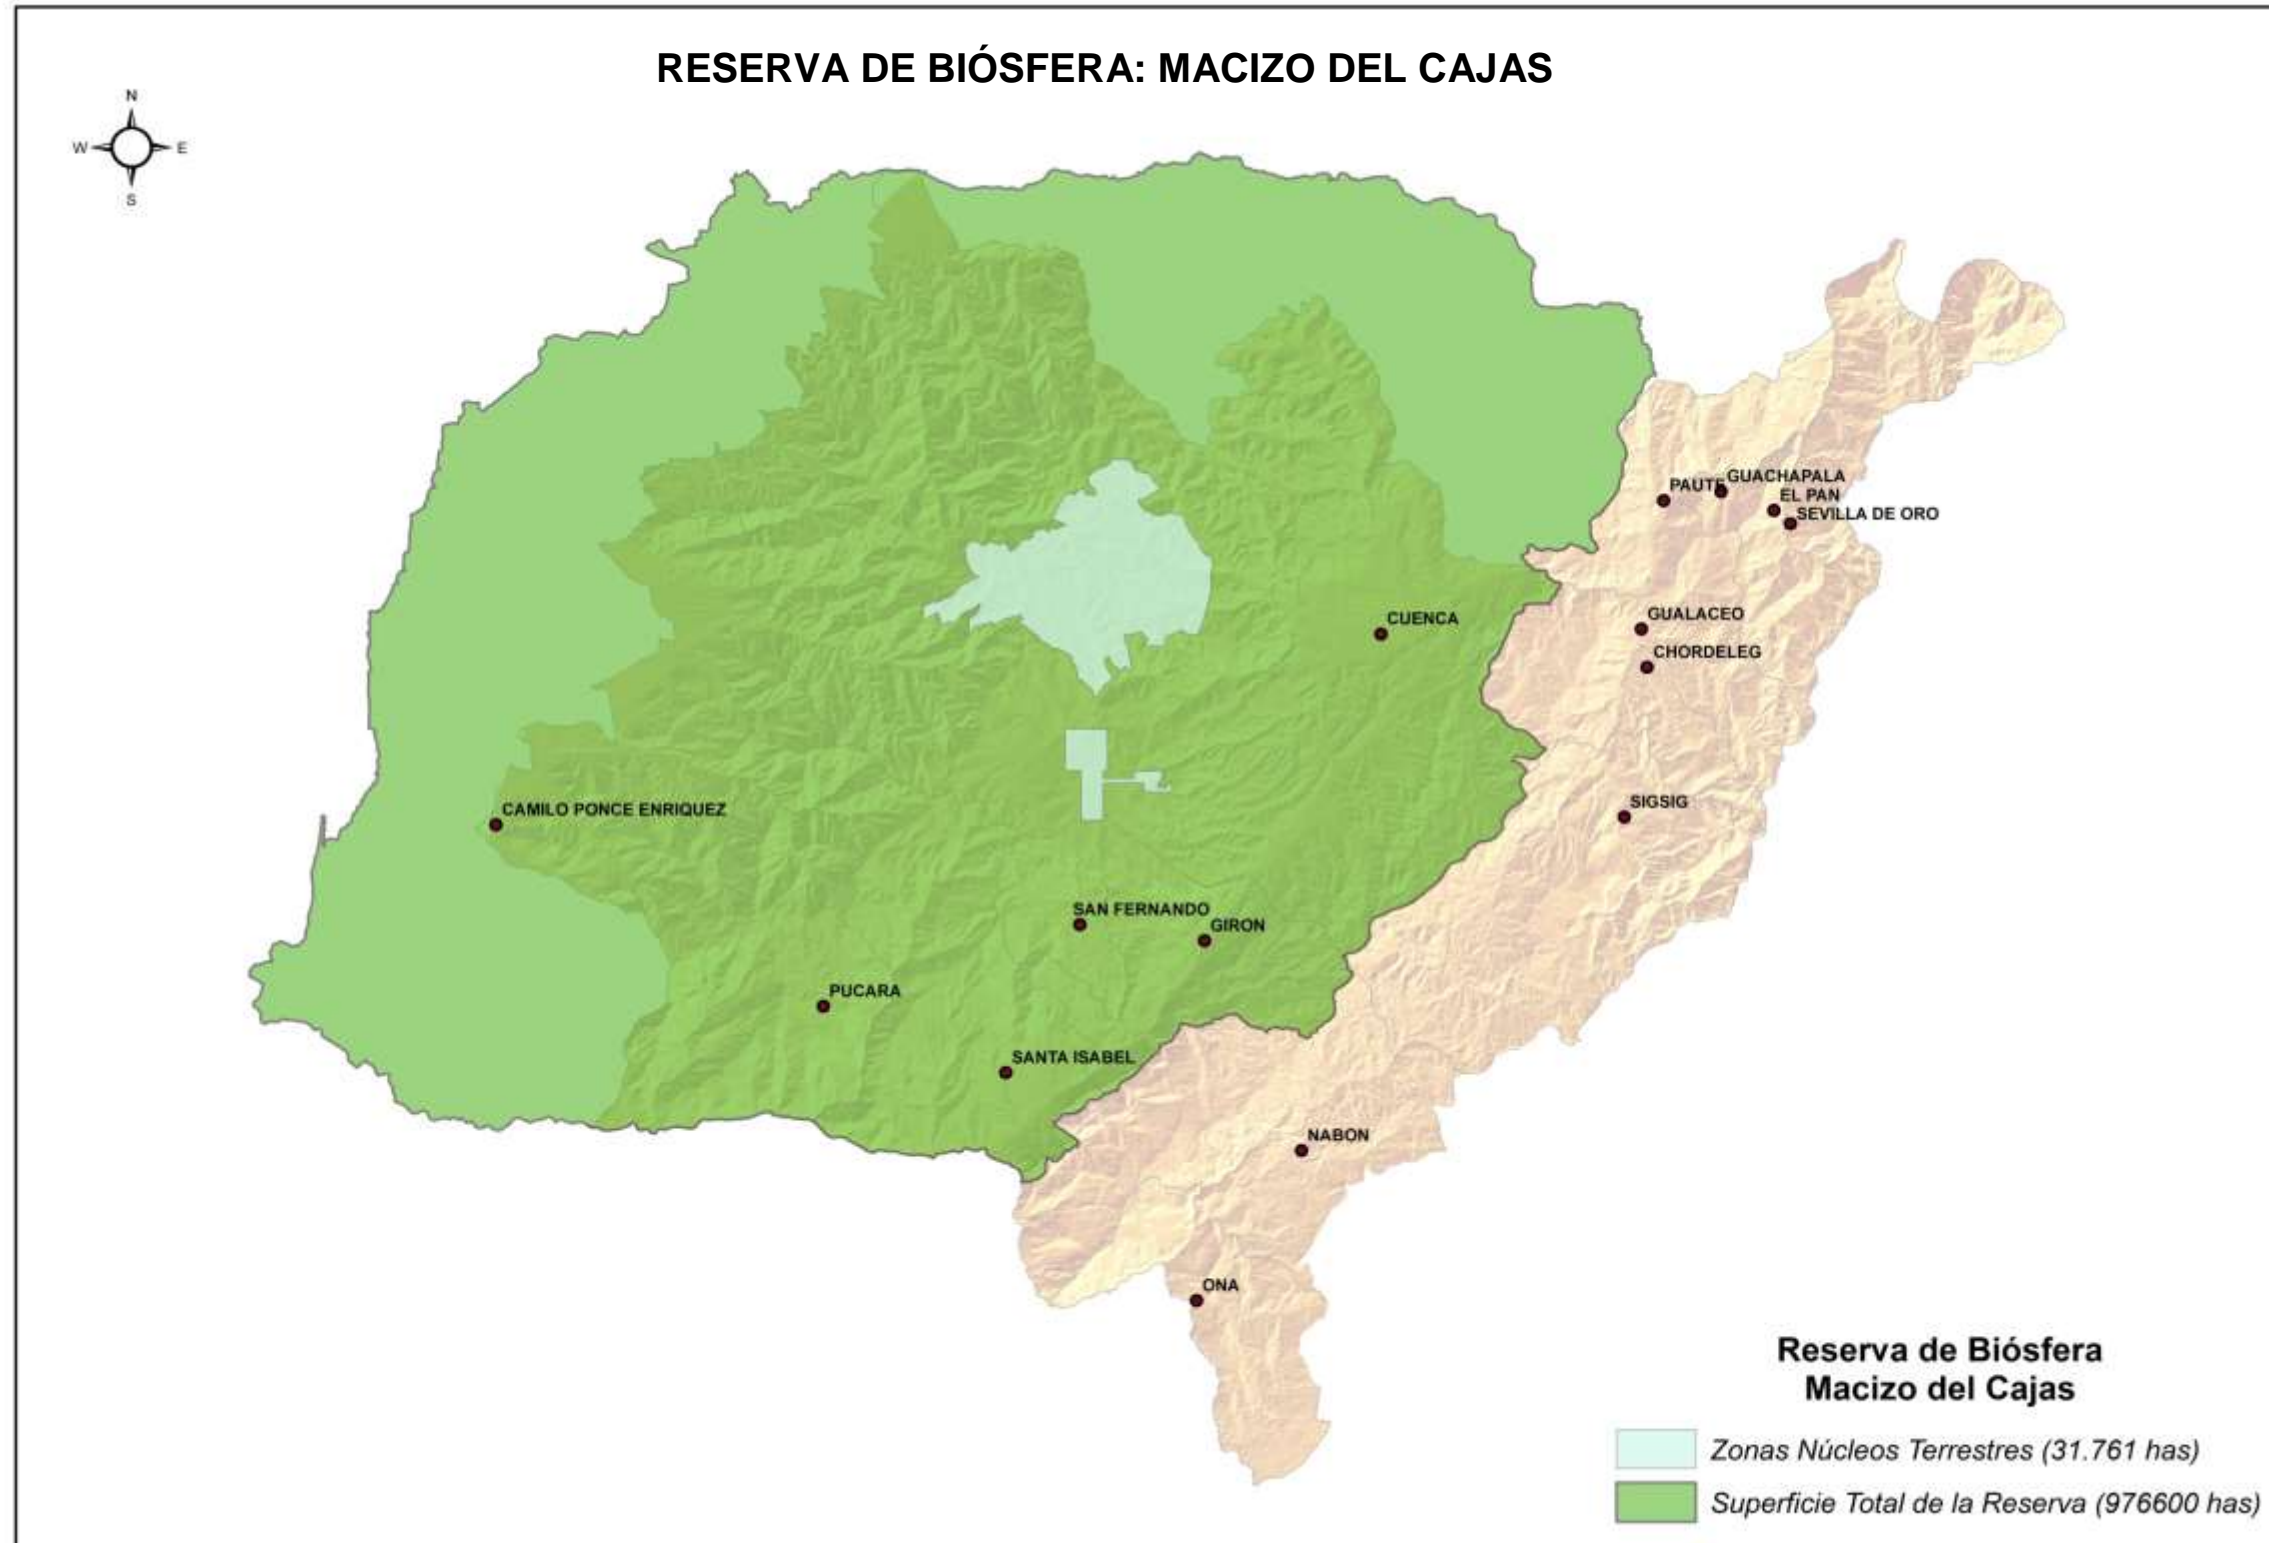 RESERVA DE BIÓSFERA: MACIZO DEL CAJAS
N
W E
S
PAUTE
GUACHAPALA
EL PAN
SEVILLA DE ORO
CUENCA
GUALACEO
CHORDELEG
CAMILO PONCE ENRIQUEZ
SIGSIG
SAN FERNANDO
GIRON
PUCARA
SANTA ISABEL
NABON
ONA
Reserva de Biósfera
Macizo del Cajas
Zonas Núcleos Terrestres (31.761 has)
Superficie Total de la Reserva (976600 has)